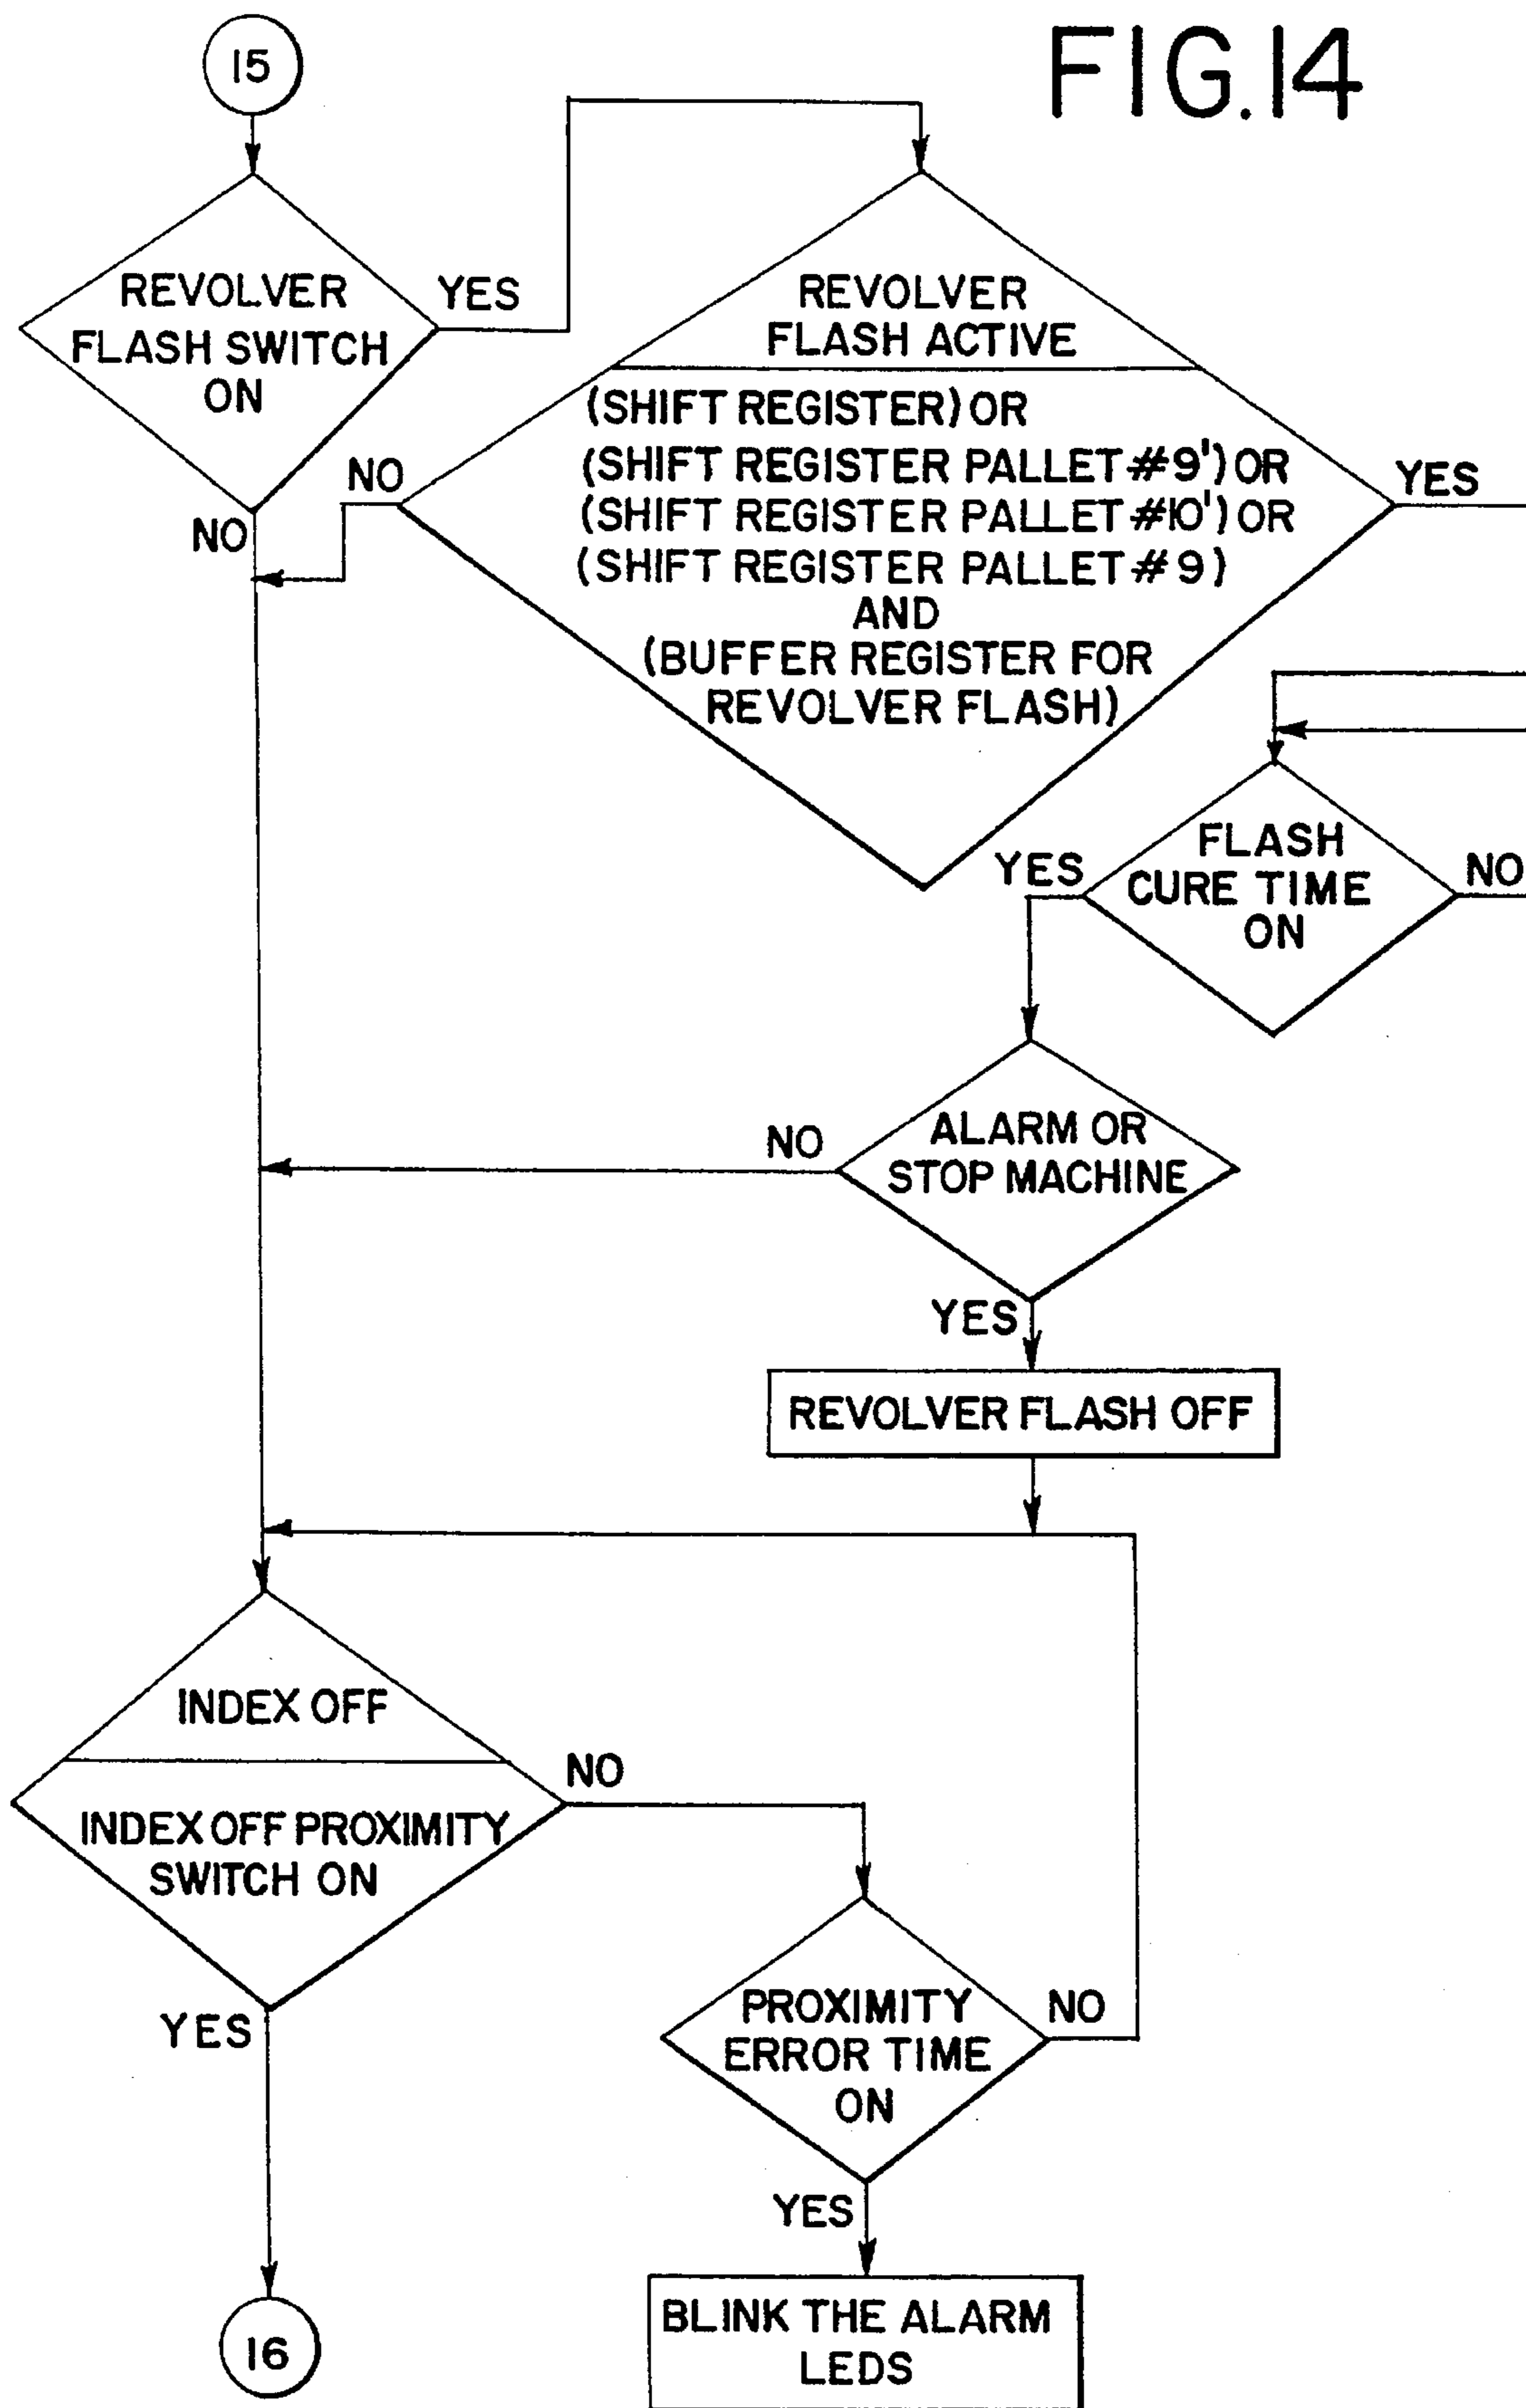 FIG.14
15
REVOLVER
FLASH SWITCH
ON
YES
NO
REVOLVER
FLASH ACTIVE
(SHIFT REGISTER) OR
(SHIFT REGISTER PALLET #9') OR
(SHIFT REGISTER PALLET #10') OR
(SHIFT REGISTER PALLET #9)
AND
(BUFFER REGISTER FOR
REVOLVER FLASH)
NO
YES
FLASH
CURE TIME
ON
YES
NO
ALARM OR
STOP MACHINE
NO
YES
REVOLVER FLASH OFF
INDEX OFF
INDEX OFF PROXIMITY
SWITCH ON
NO
YES
PROXIMITY
ERROR TIME
ON
NO
YES
BLINK THE ALARM
LEDS
16